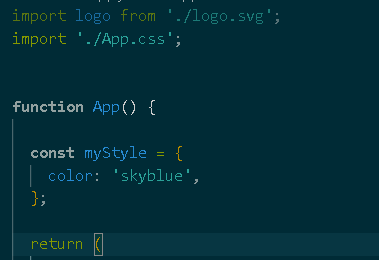 import logo from './logo.svg';
import './App.css';
function App() {
const myStyle = {
color: 'skyblue',
};
return (